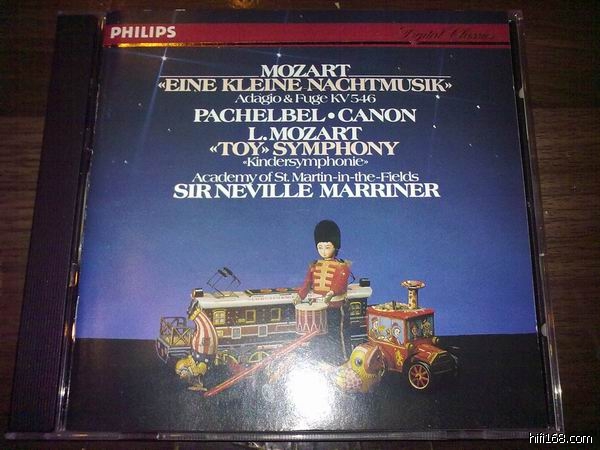 PHILIPS
Digital Classics
MOZART
«EINE KLEINE NACHTMUSIK»
Adagio & Fuge KV 546
PACHELBEL • CANON
L. MOZART
«TOY» SYMPHONY
«Kindersymphonie»
Academy of St. Martin-in-the-Fields
SIR NEVILLE MARRINER
hifi168.com